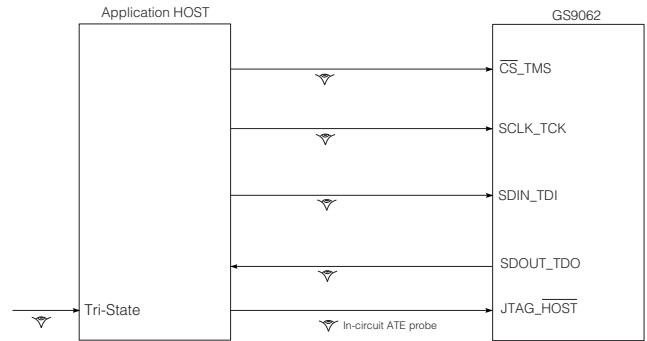 Application HOST
GS9062
CS_TMS
SCLK_TCK
SDIN_TDI
SDOUT_TDO
Tri-State
JTAG_HOST
In-circuit ATE probe